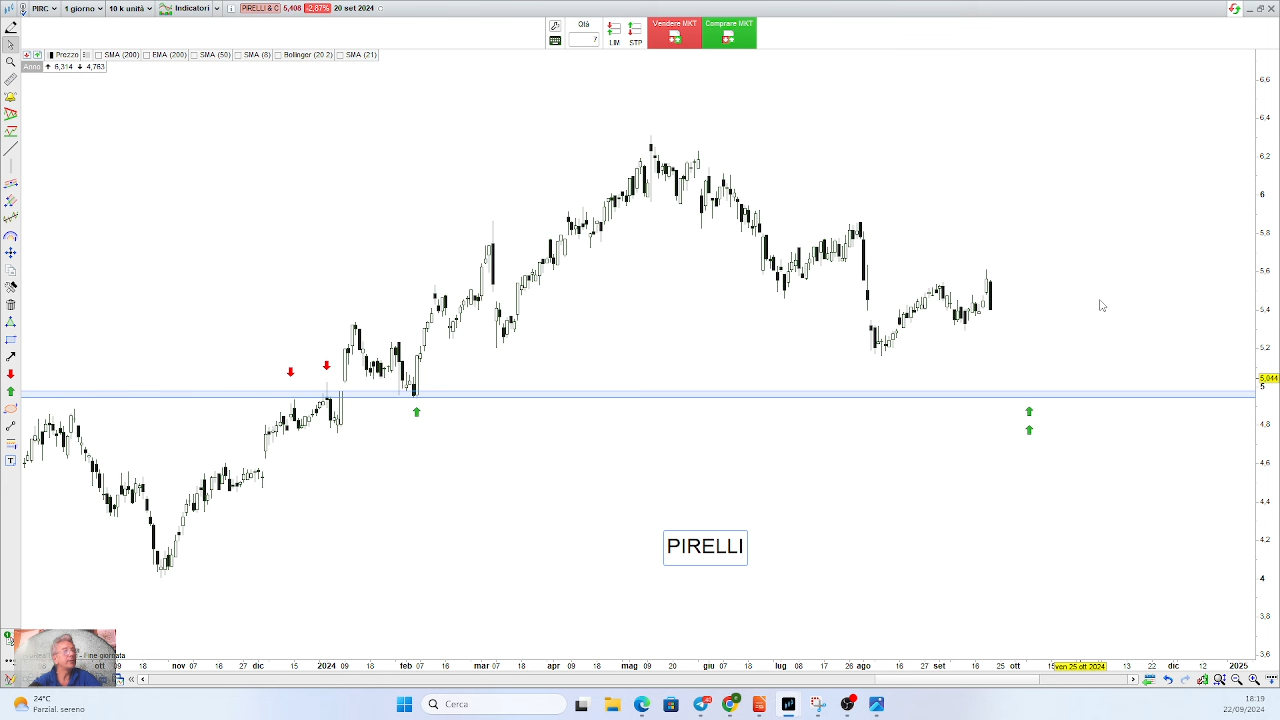 PIRC 1 giorno 10 k unità Indicatori PIRELLI & C 5,408 -2,87% 20 set 2024
Qtà LIM STP Vendere MKT Comprare MKT
Prezzo SMA (200) EMA (200) SMA (50) SMA (8) Bollinger (20 2) SMA (21)
Anno 6,314 4,763
6.6
6.4
6.2
6
5.8
5.6
5.4
5.2
5.044
5
4.8
4.6
4.4
4.2
4
3.8
3.6
PIRELLI
- Fine giornata
ott 09 18 nov 07 16 27 dic 15 2024 09 18 feb 07 16 27 mar 07 18 apr 09 18 mag 09 20 giu 07 18 lug 08 17 26 ago 16 28 set 16 25 ott ven 25 ott 2024 13 22 dic 12 2025
24°C
Parzial. sereno
Cerca
18:19
22/09/2024